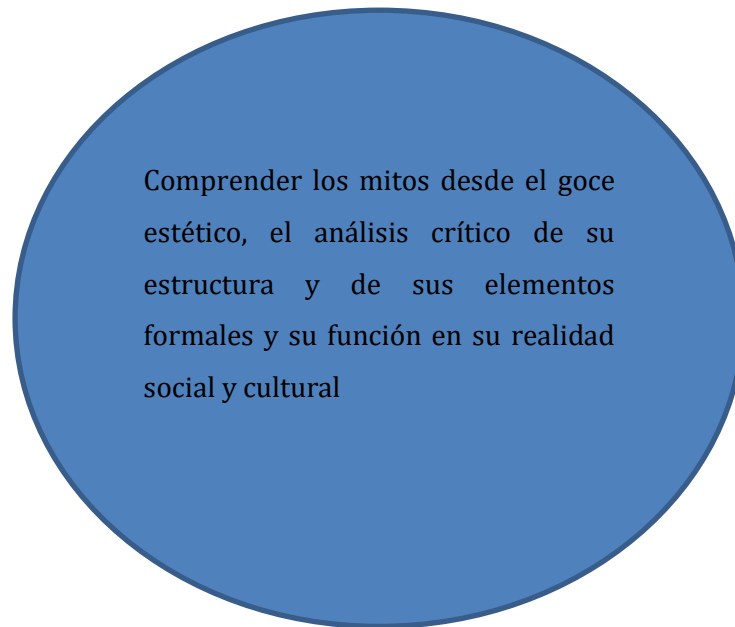 Comprender los mitos desde el goce
estético, el análisis crítico de su
estructura y de sus elementos
formales y su función en su realidad
social y cultural